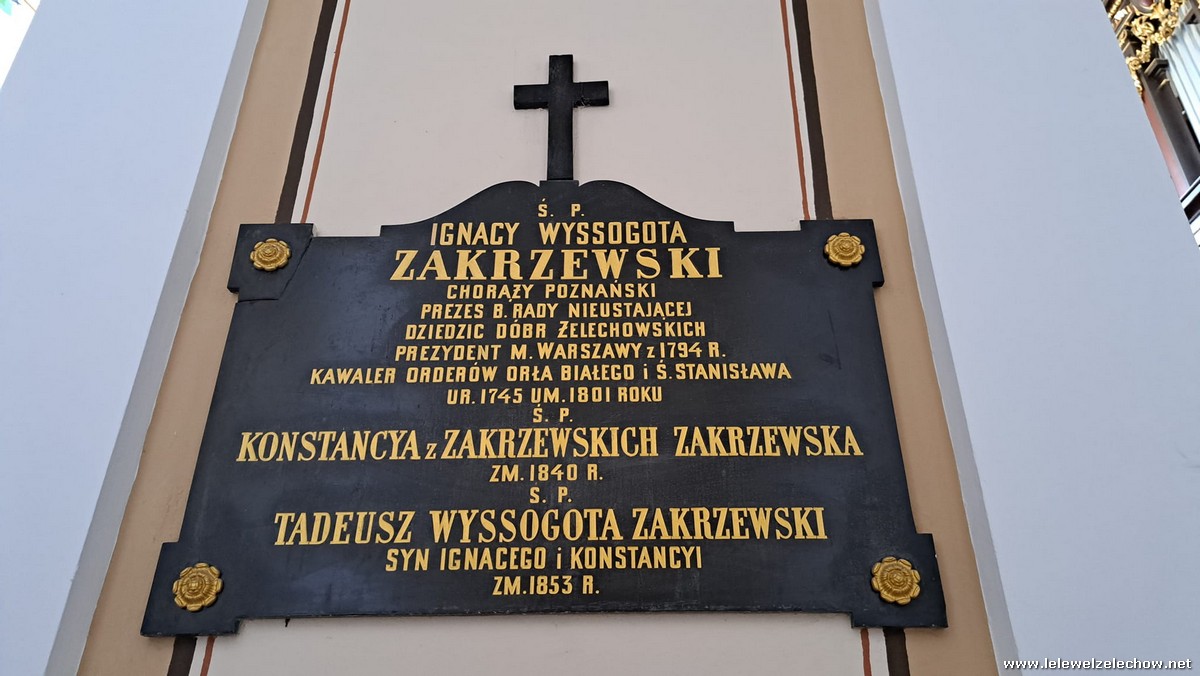 Ś. P.
IGNACY WYSSOGOTA
ZAKRZEWSKI
CHORĄŻY POZNAŃSKI
PREZES B. RADY NIEUSTAJĄCEJ
DZIEDZIC DÓBR ŻELECHOWSKICH
PREZYDENT M. WARSZAWY z 1794 R.
KAWALER ORDERÓW ORŁA BIAŁEGO i Ś. STANISŁAWA
UR. 1745 UM. 1801 ROKU
Ś. P.
KONSTANCYA z ZAKRZEWSKICH ZAKRZEWSKA
ZM. 1840 R.
Ś. P.
TADEUSZ WYSSOGOTA ZAKRZEWSKI
SYN IGNACEGO i KONSTANCYI
ZM. 1853 R.
www.lelewelzelechow.net